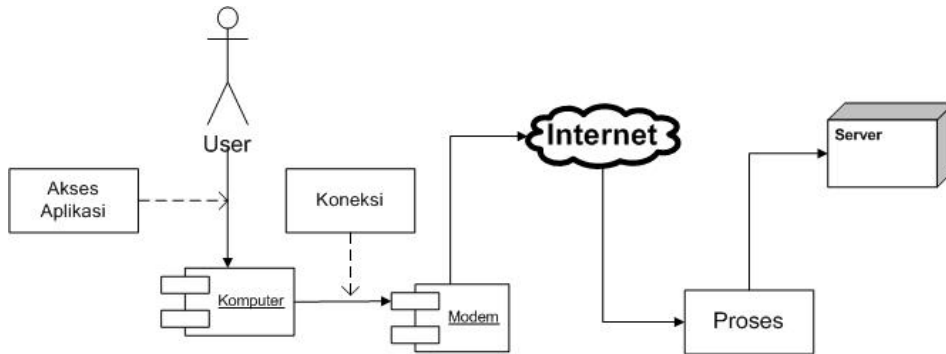 User
Akses
Aplikasi
Koneksi
Komputer
Modem
Internet
Proses
Server